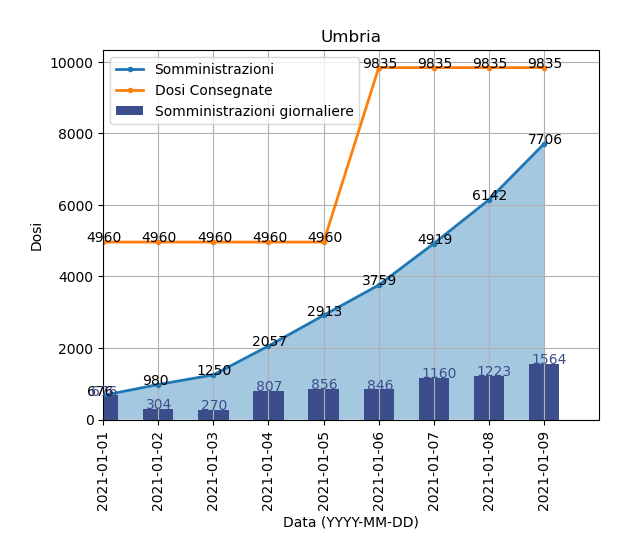 Umbria
Somministrazioni
Dosi Consegnate
Somministrazioni giornaliere
Dosi
10000
8000
6000
4000
2000
0
9835 9835 9835 9835
4960 4960 4960 4960 4960
676 980 1250 2057 2913 3759 4919 6142 7706
676 304 270 807 856 846 1160 1223 1564
2021-01-01
2021-01-02
2021-01-03
2021-01-04
2021-01-05
2021-01-06
2021-01-07
2021-01-08
2021-01-09
Data (YYYY-MM-DD)